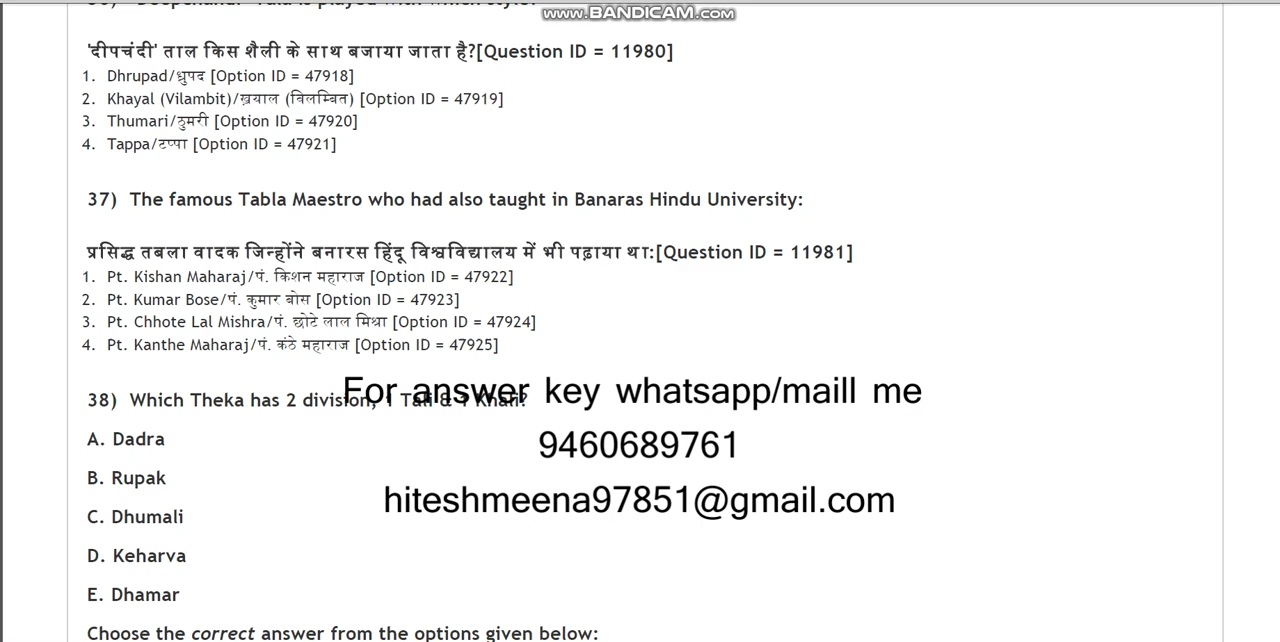 www.BANDICAM.com
'दीपचंदी' ताल किस शैली के साथ बजाया जाता है?[Question ID = 11980]
1. Dhrupad/ध्रुपद [Option ID = 47918]
2. Khayal (Vilambit)/ख़याल (विलम्बित) [Option ID = 47919]
3. Thumari/ठुमरी [Option ID = 47920]
4. Tappa/टप्पा [Option ID = 47921]
37) The famous Tabla Maestro who had also taught in Banaras Hindu University:
प्रसिद्ध तबला वादक जिन्होंने बनारस हिंदू विश्वविद्यालय में भी पढ़ाया था:[Question ID = 11981]
1. Pt. Kishan Maharaj/पं. किशन महाराज [Option ID = 47922]
2. Pt. Kumar Bose/पं. कुमार बोस [Option ID = 47923]
3. Pt. Chhote Lal Mishra/पं. छोटे लाल मिश्रा [Option ID = 47924]
4. Pt. Kanthe Maharaj/पं. कंठे महाराज [Option ID = 47925]
For answer key whatsapp/maill me
38) Which Theka has 2 division, 1 Tali & 1 Khali?
A. Dadra
9460689761
B. Rupak
hiteshmeena97851@gmail.com
C. Dhumali
D. Keharva
E. Dhamar
Choose the correct answer from the options given below: